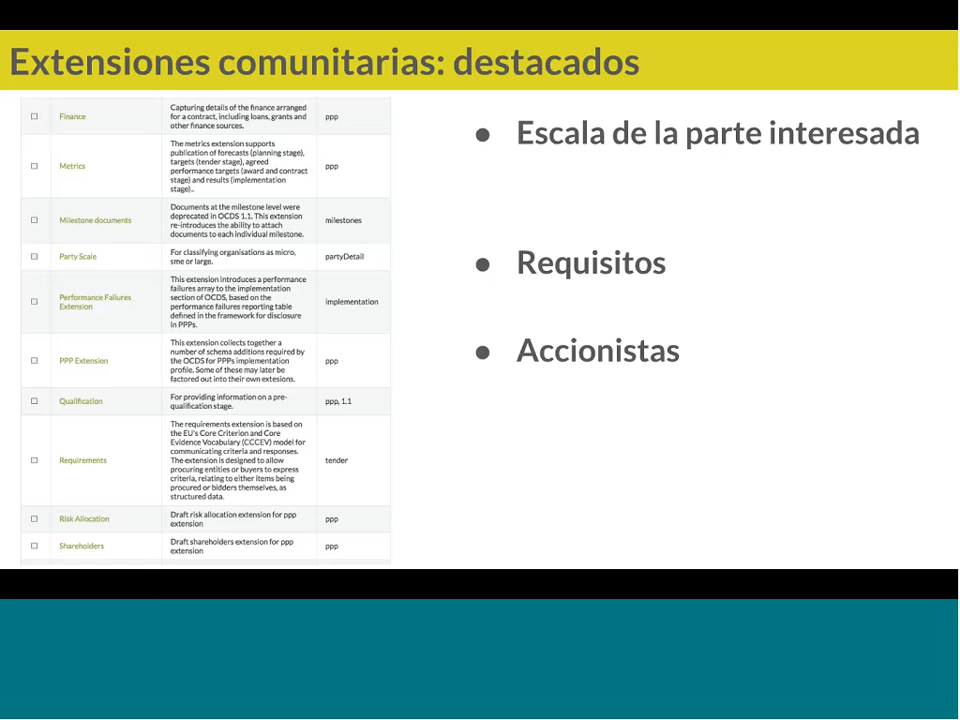 Extensiones comunitarias: destacados
Finance
Capturing details of the finance arranged
for a contract, including loans, grants and
other finance sources.
ppp
Metrics
The metrics extension supports
publication of forecasts (planning stage),
targets (tender stage), agreed
performance targets (award and contract
stage) and results (implementation
stage)..
ppp
Milestone documents
Documents at the milestone level were
deprecated in OCDS 1.1. This extension
re-introduces the ability to attach
documents to each individual milestone.
milestones
Party Scale
For classifying organisations as micro,
sme or large.
partyDetail
Performance Failures
Extension
This extension introduces a performance
failures array to the implementation
section of OCDS, based on the
performance failures reporting table
defined in the framework for disclosure
in PPPs.
implementation
PPP Extension
This extension collects together a
number of schema additions required by
the OCDS for PPPs implementation
profile. Some of these may later be
factored out into their own extesions.
ppp
Qualification
For providing information on a pre-
qualification stage.
ppp, 1.1
Requirements
The requirements extension is based on
the EU's Core Criterion and Core
Evidence Vocabulary (CCCEV) model for
communicating criteria and responses.
The extension is designed to allow
procuring entities or buyers to express
criteria, relating to either items being
procured or bidders themselves, as
structured data.
tender
Risk Allocation
Draft risk allocation extension for ppp
extension
ppp
Shareholders
Draft shareholders extension for ppp
extension
ppp
● Escala de la parte interesada
● Requisitos
● Accionistas